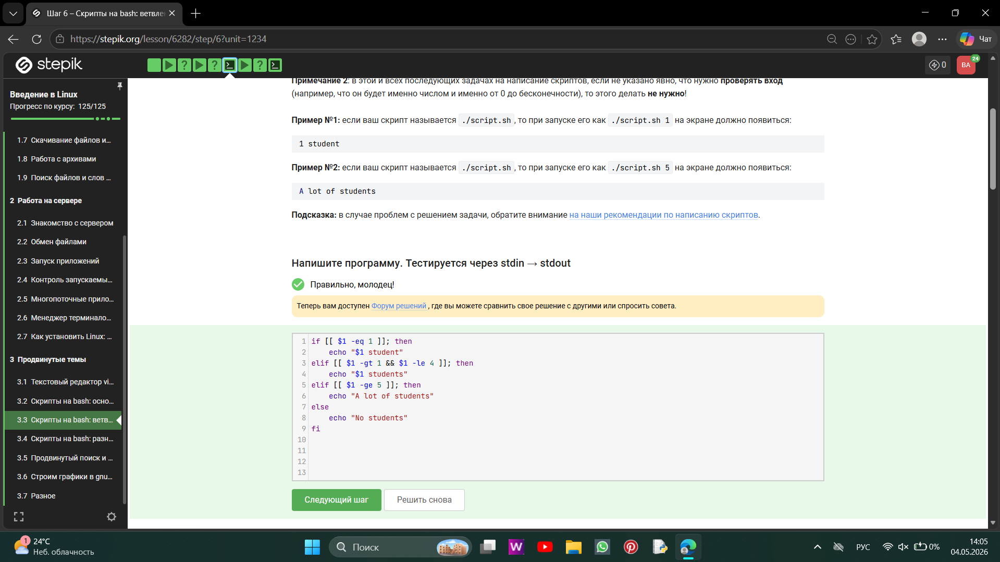 Шаг 6 – Скрипты на bash: ветвле
https://stepik.org/lesson/6282/step/6?unit=1234
Чат
stepik
0
ВА
24
Введение в Linux
Прогресс по курсу: 125/125
1.7 Скачивание файлов и...
1.8 Работа с архивами
1.9 Поиск файлов и слов ...
2 Работа на сервере
2.1 Знакомство с сервером
2.2 Обмен файлами
2.3 Запуск приложений
2.4 Контроль запускаемы...
2.5 Многопоточные прило...
2.6 Менеджер терминало...
2.7 Как установить Linux: ...
3 Продвинутые темы
3.1 Текстовый редактор vi...
3.2 Скрипты на bash: осно...
3.3 Скрипты на bash: ветв...
3.4 Скрипты на bash: разн...
3.5 Продвинутый поиск и ...
3.6 Строим графики в gnu...
3.7 Разное
Примечание 2: в этой и всех последующих задачах на написание скриптов, если не указано явно, что нужно проверять вход
(например, что он будет именно числом и именно от 0 до бесконечности), то этого делать не нужно!
Пример №1: если ваш скрипт называется ./script.sh , то при запуске его как ./script.sh 1 на экране должно появиться:
1 student
Пример №2: если ваш скрипт называется ./script.sh , то при запуске его как ./script.sh 5 на экране должно появиться:
A lot of students
Подсказка: в случае проблем с решением задачи, обратите внимание на наши рекомендации по написанию скриптов.
Напишите программу. Тестируется через stdin → stdout
Правильно, молодец!
Теперь вам доступен Форум решений , где вы можете сравнить свое решение с другими или спросить совета.
1 if [[ $1 -eq 1 ]]; then
2     echo "$1 student"
3 elif [[ $1 -gt 1 && $1 -le 4 ]]; then
4     echo "$1 students"
5 elif [[ $1 -ge 5 ]]; then
6     echo "A lot of students"
7 else
8     echo "No students"
9 fi
10
11
12
13
Следующий шаг
Решить снова
1
24°C
Неб. облачность
Поиск
W
РУС
0%
14:05
04.05.2026